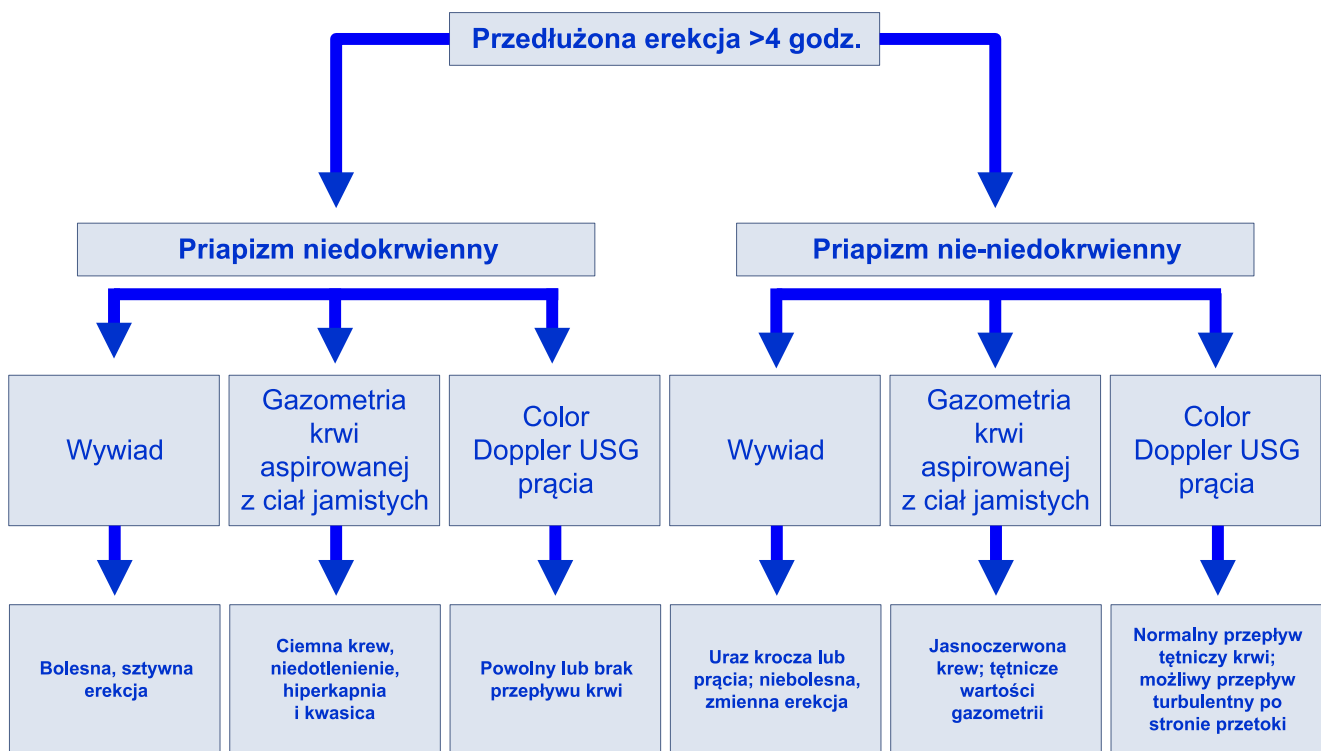 Przedłużona erekcja >4 godz.
Priapizm niedokrwienny
Priapizm nie-niedokrwienny
Wywiad
Gazometria
krwi
aspirowanej
z ciał jamistych
Color
Doppler USG
prącia
Wywiad
Gazometria
krwi
aspirowanej
z ciał jamistych
Color
Doppler USG
prącia
Bolesna, sztywna
erekcja
Ciemna krew,
niedotlenienie,
hiperkapnia
i kwasica
Powolny lub brak
przepływu krwi
Uraz krocza lub
prącia; niebolesna,
zmienna erekcja
Jasnoczerwona
krew; tętnicze
wartości
gazometrii
Normalny przepływ
tętniczy krwi;
możliwy przepływ
turbulentny po
stronie przetoki